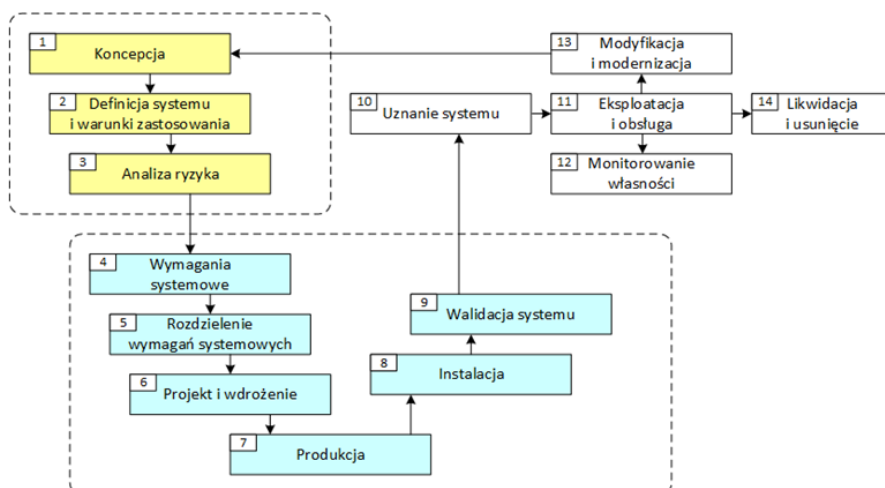 1
Koncepcja
2
Definicja systemu
i warunki zastosowania
3
Analiza ryzyka
4
Wymagania
systemowe
5
Rozdzielenie
wymagań systemowych
6
Projekt i wdrożenie
7
Produkcja
8
Instalacja
9
Walidacja systemu
10
Uznanie systemu
11
Eksploatacja
i obsługa
12
Monitorowanie
własności
13
Modyfikacja
i modernizacja
14
Likwidacja
i usunięcie